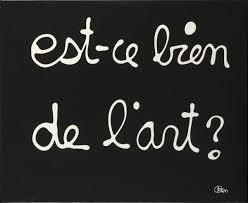 est-ce bien
de l'art?
Ben